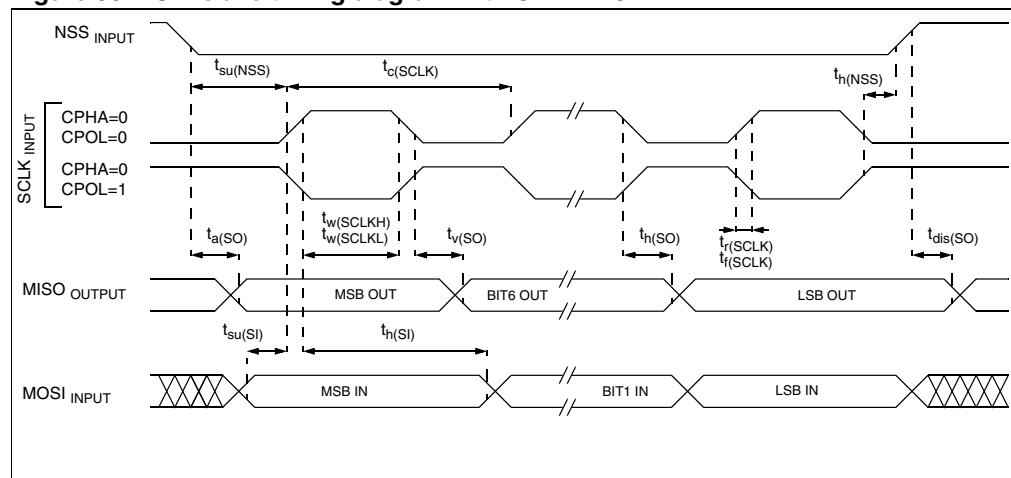 NSS INPUT
tsu(NSS)
tc(SCLK)
th(NSS)
SCLK INPUT
CPHA=0
CPOL=0
CPHA=0
CPOL=1
ta(SO)
tw(SCLKH)
tw(SCLKL)
tv(SO)
th(SO)
tr(SCLK)
tf(SCLK)
tdis(SO)
MISO OUTPUT
MSB OUT
BIT6 OUT
LSB OUT
tsu(SI)
th(SI)
MOSI INPUT
MSB IN
BIT1 IN
LSB IN